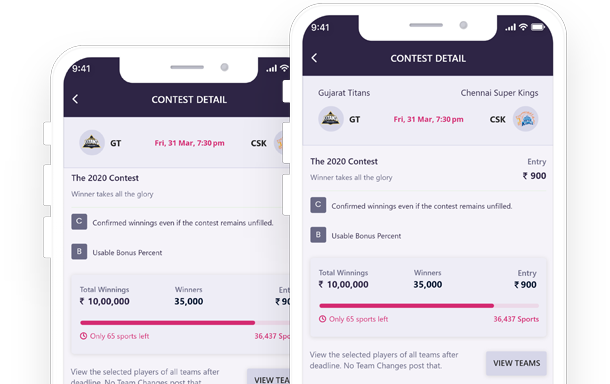 9:41
CONTEST DETAIL
GT
Fri, 31 Mar, 7:30 pm
CSK
The 2020 Contest
Winner takes all the glory
C Confirmed winnings even if the contest remains unfilled.
B Usable Bonus Percent
Total Winnings Winners
₹ 10,00,000 35,000
Only 65 sports left 36,437
View the selected players of all teams after
deadline. No Team Changes post that.
9:41
CONTEST DETAIL
Gujarat Titans Chennai Super Kings
GT Fri, 31 Mar, 7:30 pm CSK
The 2020 Contest Entry
Winner takes all the glory ₹ 900
C Confirmed winnings even if the contest remains unfilled.
B Usable Bonus Percent
Total Winnings Winners Entry
₹ 10,00,000 35,000 ₹ 900
Only 65 sports left 36,437 Sports
View the selected players of all teams after
deadline. No Team Changes post that.
VIEW TEAMS